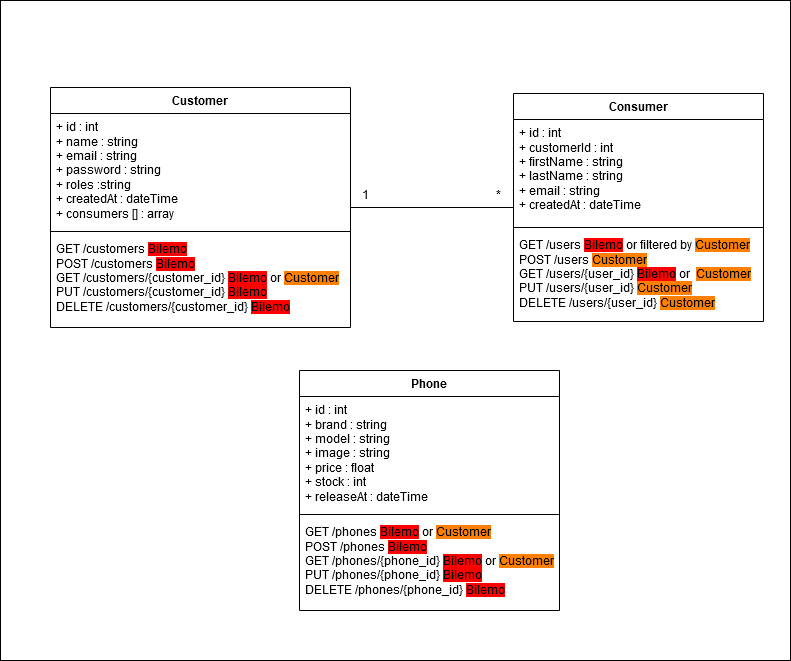 Customer
+ id : int
+ name : string
+ email : string
+ password : string
+ roles :string
+ createdAt : dateTime
+ consumers [] : array
GET /customers Bilemo
POST /customers Bilemo
GET /customers/{customer_id} Bilemo or Customer
PUT /customers/{customer_id} Bilemo
DELETE /customers/{customer_id} Bilemo
1
*
Consumer
+ id : int
+ customerId : int
+ firstName : string
+ lastName : string
+ email : string
+ createdAt : dateTime
GET /users Bilemo or filtered by Customer
POST /users Customer
GET /users/{user_id} Bilemo or Customer
PUT /users/{user_id} Customer
DELETE /users/{user_id} Customer
Phone
+ id : int
+ brand : string
+ model : string
+ image : string
+ price : float
+ stock : int
+ releaseAt : dateTime
GET /phones Bilemo or Customer
POST /phones Bilemo
GET /phones/{phone_id} Bilemo or Customer
PUT /phones/{phone_id} Bilemo
DELETE /phones/{phone_id} Bilemo